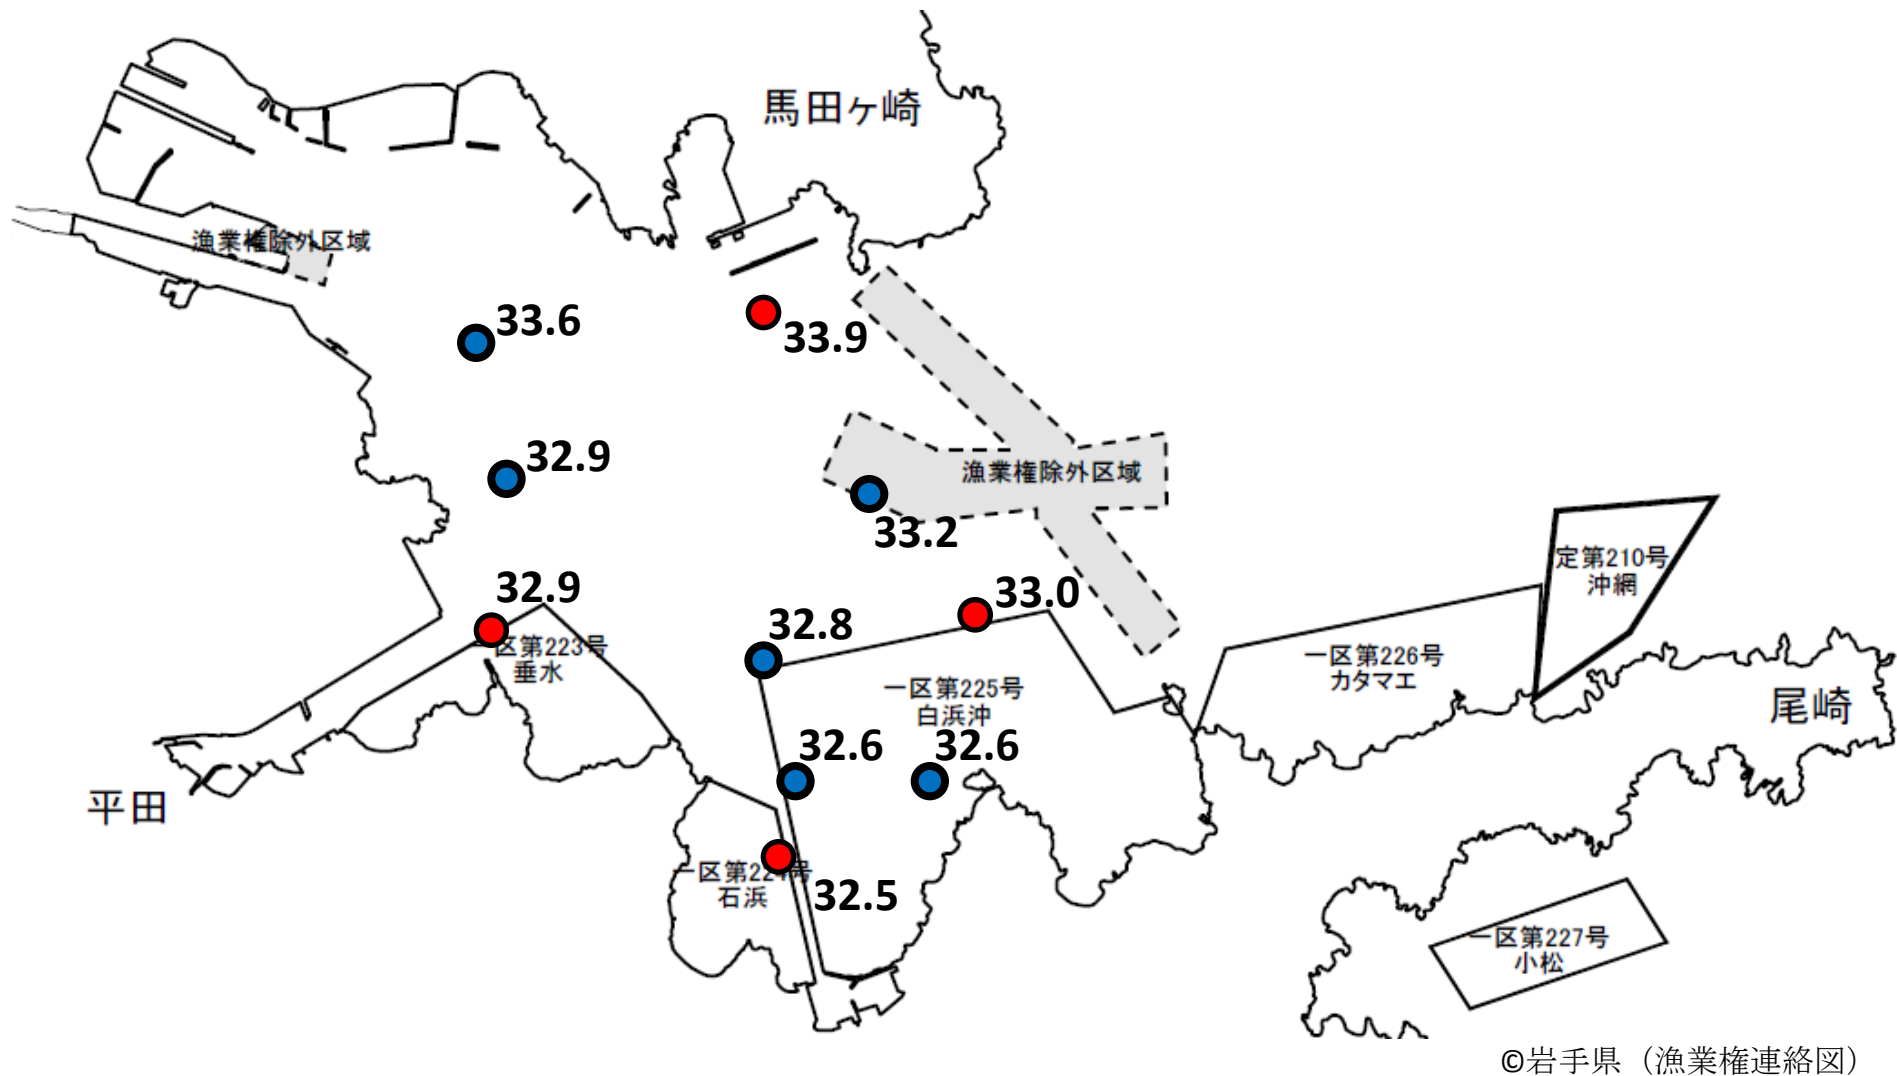 馬田ヶ崎
漁業権除外区域
33.6
33.9
32.9
漁業権除外区域
33.2
定第210号
沖網
32.9
33.0
32.8
一区第223号
垂水
一区第226号
カタマエ
一区第225号
白浜沖
尾崎
32.6
32.6
平田
一区第224号
石浜
32.5
一区第227号
小松
©岩手県（漁業権連絡図）